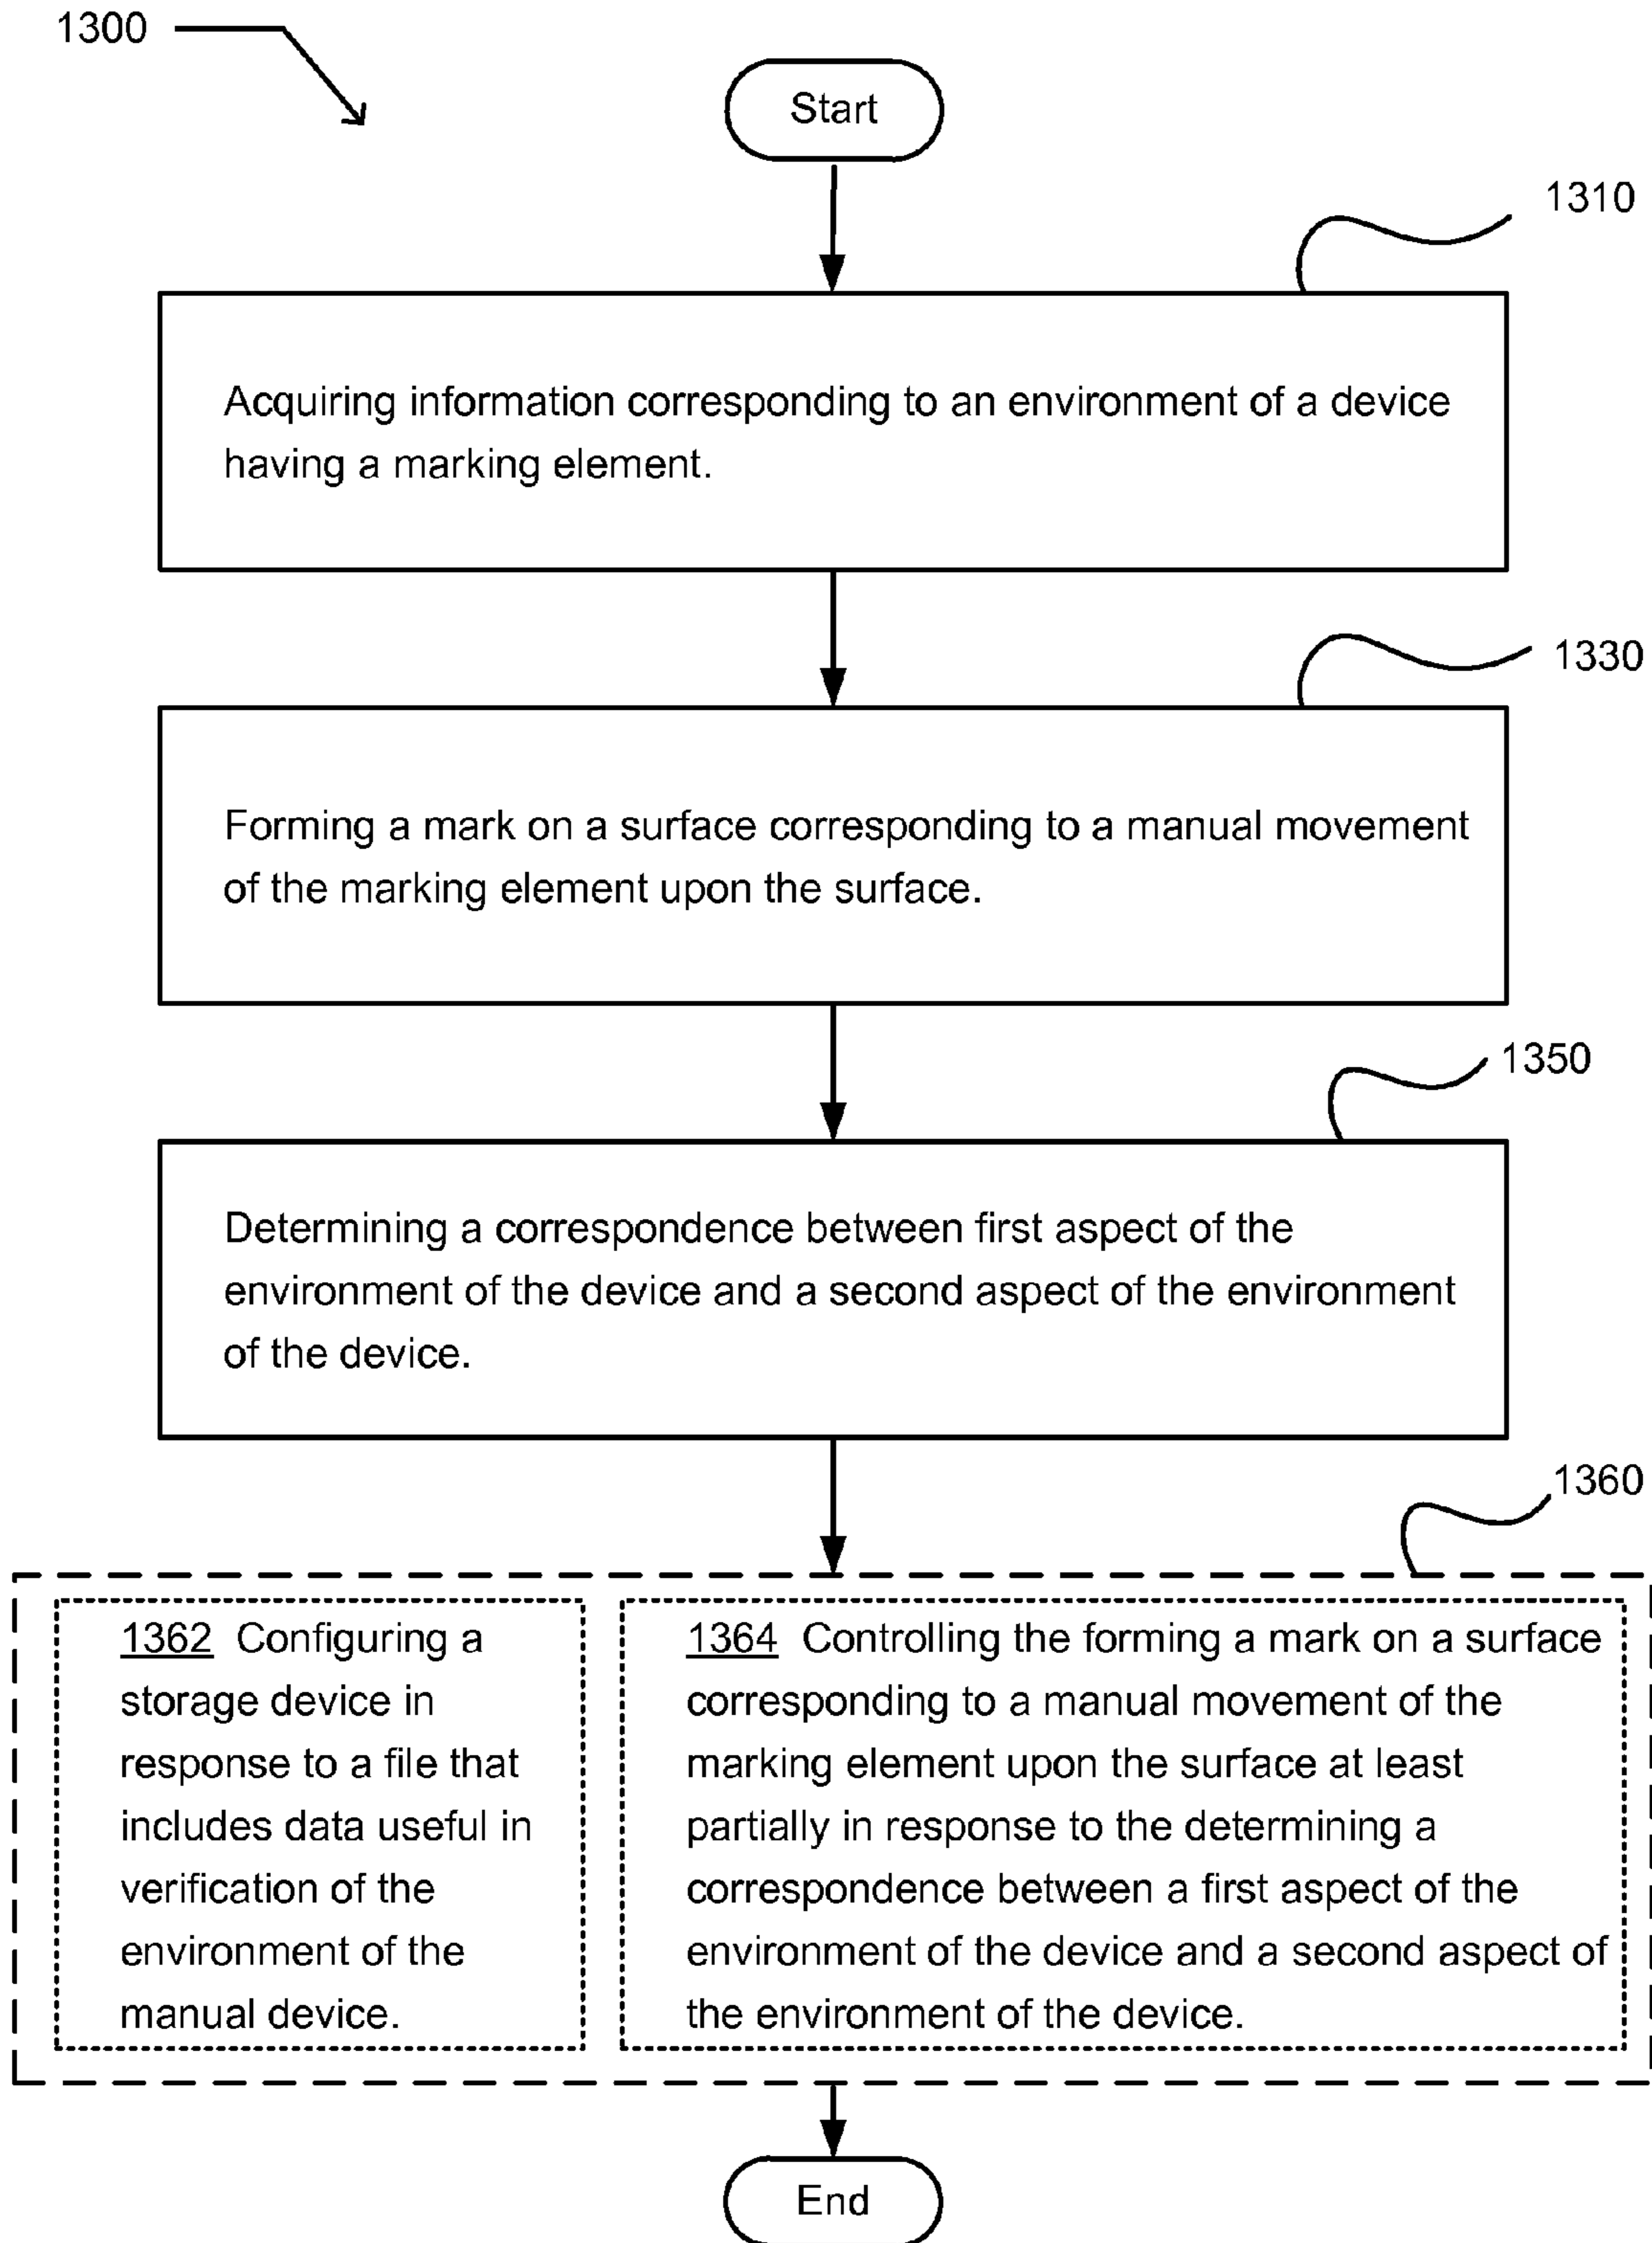 1300
Start
1310
Acquiring information corresponding to an environment of a device
having a marking element.
1330
Forming a mark on a surface corresponding to a manual movement
of the marking element upon the surface.
1350
Determining a correspondence between first aspect of the
environment of the device and a second aspect of the environment
of the device.
1360
1362 Configuring a
storage device in
response to a file that
includes data useful in
verification of the
environment of the
manual device.
1364 Controlling the forming a mark on a surface
corresponding to a manual movement of the
marking element upon the surface at least
partially in response to the determining a
correspondence between a first aspect of the
environment of the device and a second aspect of
the environment of the device.
End